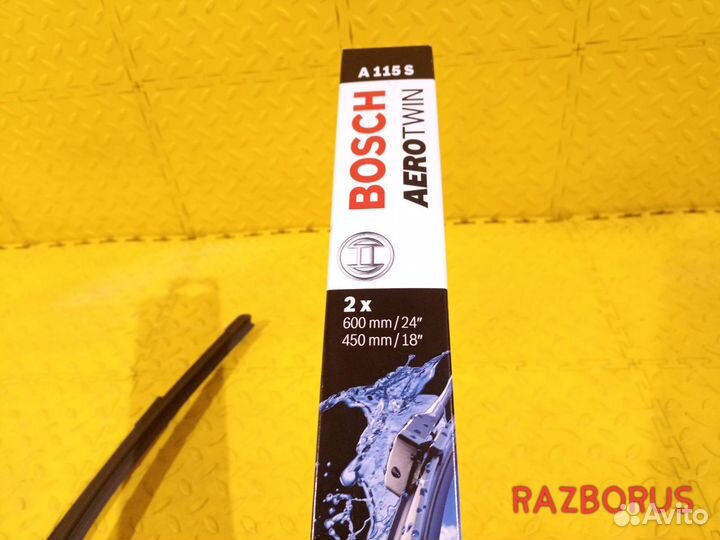 A 115 S
BOSCH
AEROTWIN
2 x
600 mm/24″
450 mm/18″
RAZBORUS
Avito